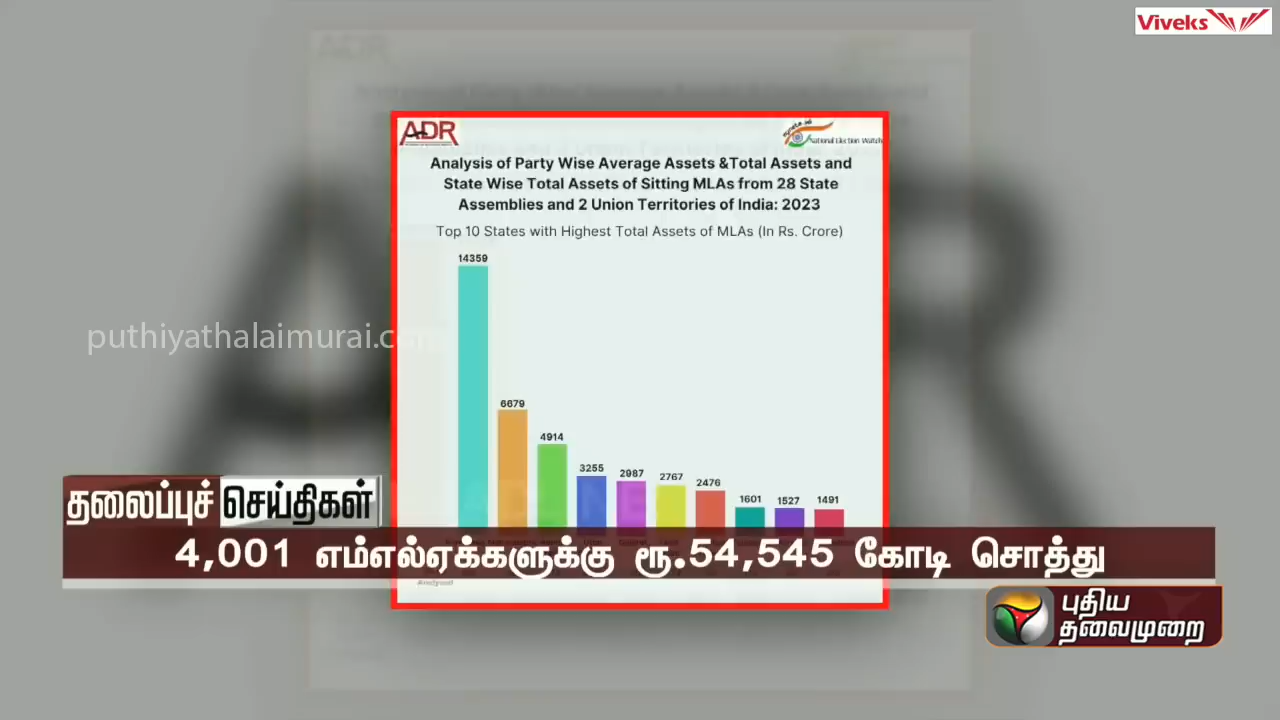 Viveks
ADR
National Election Watch
Analysis of Party Wise Average Assets &Total Assets and
State Wise Total Assets of Sitting MLAs from 28 State
Assemblies and 2 Union Territories of India: 2023
Top 10 States with Highest Total Assets of MLAs (In Rs. Crore)
14359
6679
4914
3255
2987
2767
2476
1601
1527
1491
puthiyathalaimurai.com
தலைப்புச் செய்திகள்
4,001 எம்எல்ஏக்களுக்கு ரூ.54,545 கோடி சொத்து
புதிய
தலைமுறை